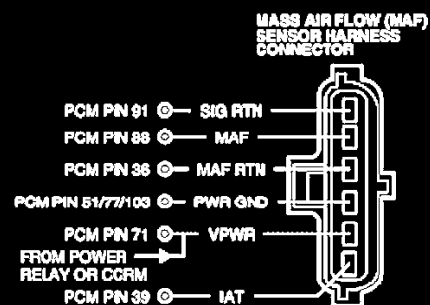 MASS AIR FLOW (MAF)
SENSOR HARNESS
CONNECTOR
PCM PIN 91 SIG RTN
PCM PIN 88 MAF
PCM PIN 36 MAF RTN
PCM PIN 51/77/103 PWR GND
PCM PIN 71 VPWR
FROM POWER
RELAY OR CCRM
PCM PIN 39 IAT